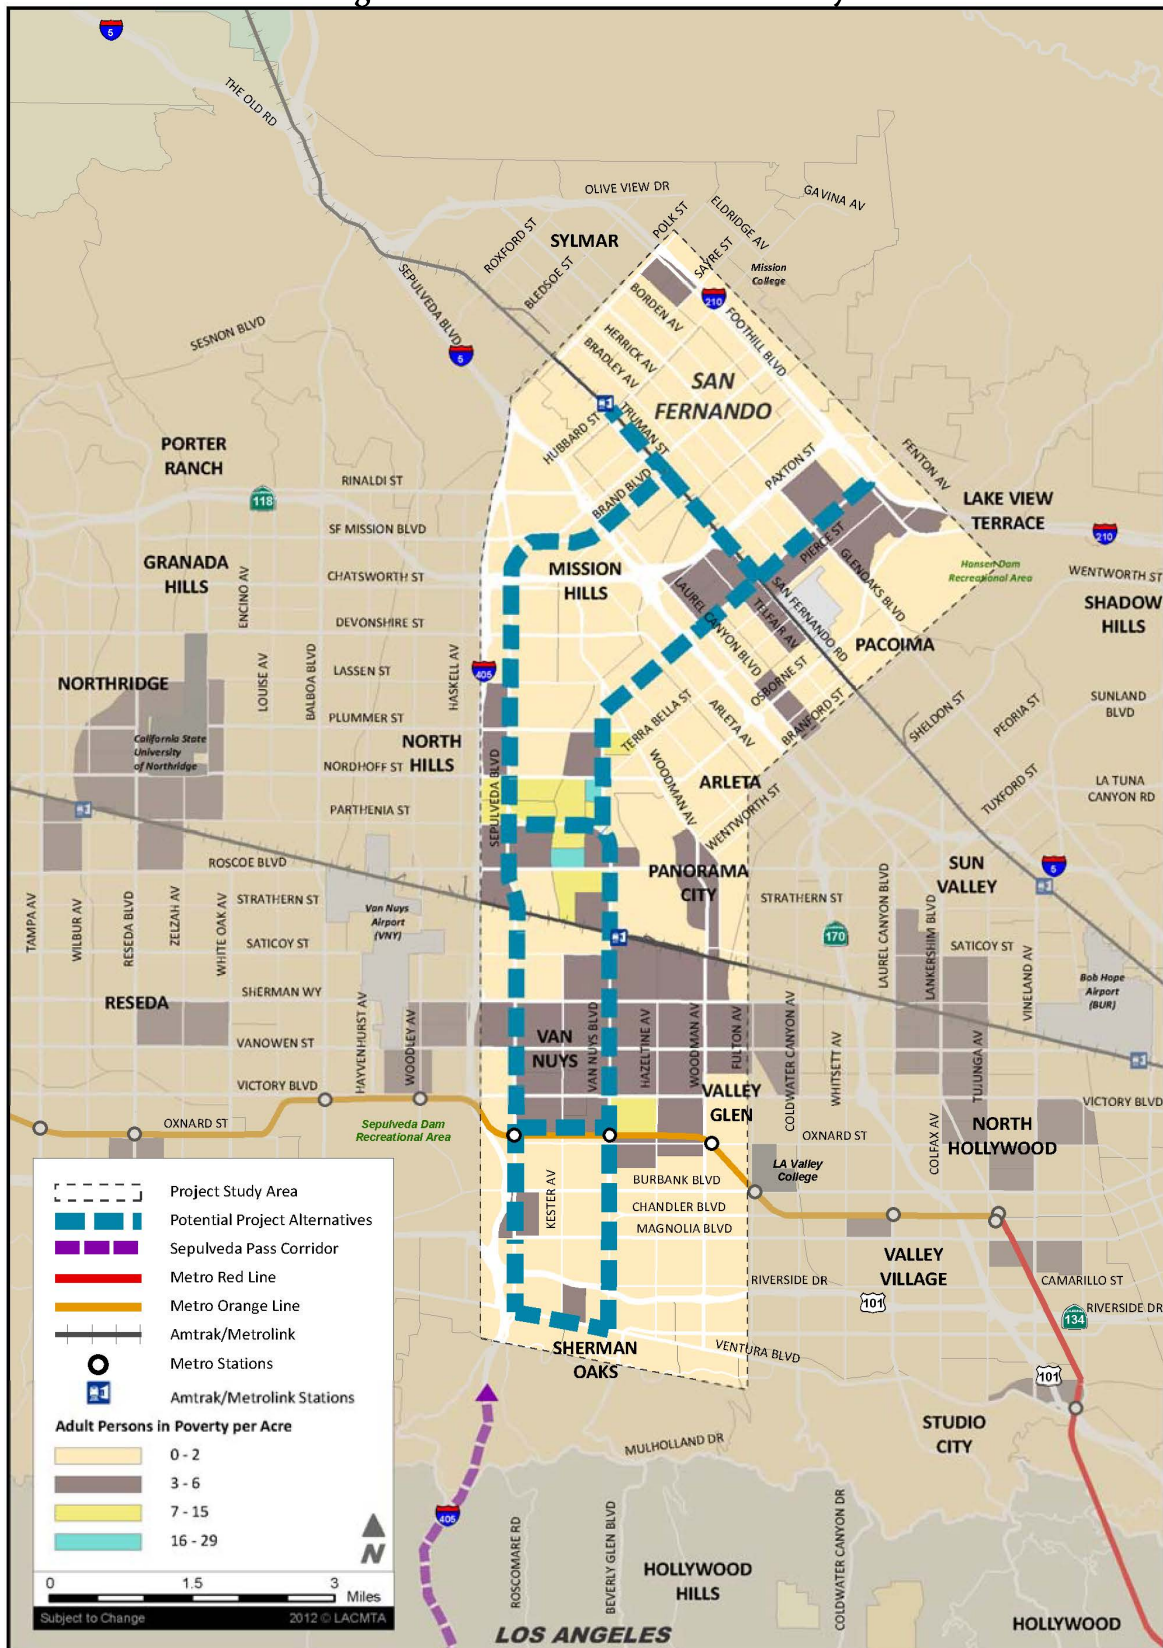 5
THE OLD RD
OLIVE VIEW DR
GAVINA AV
POLK ST
ELDRIDGE AV
SYLMAR
ROXFORD ST
SAYRE ST
Mission
College
BLEDSOE ST
SEPULVEDA BLVD
BORDEN AV
210
FOOTHILL BLVD
SESNON BLVD
5
HERRICK AV
BRADLEY AV
SAN
FERNANDO
TRUMAN ST
HUBBARD ST
PORTER
RANCH
FENTON AV
PAXTON ST
RINALDI ST
BRAND BLVD
118
LAKE VIEW
TERRACE
SF MISSION BLVD
210
PIERCE ST
GRANADA
HILLS
MISSION
HILLS
GLENOAKS BLVD
Hansen Dam
Recreational Area
WENTWORTH ST
CHATSWORTH ST
ENCINO AV
SAN FERNANDO RD
LAUREL CANYON BLVD
TELFAIR AV
SHADOW
HILLS
DEVONSHIRE ST
PACOIMA
LASSEN ST
HASKELL AV
405
NORTHRIDGE
LOUISE AV
BALBOA BLVD
OSBORNE ST
BRANFORD ST
SUNLAND
BLVD
PLUMMER ST
TERRA BELLA ST
ARLETA AV
SHELDON ST
PEORIA ST
California State
University
of Northridge
NORTH
HILLS
NORDHOFF ST
WOODMAN AV
ARLETA
TUXFORD ST
LA TUNA
CANYON RD
SEPULVEDA BLVD
PARTHENIA ST
WENTWORTH ST
ROSCOE BLVD
SUN
VALLEY
5
PANORAMA
CITY
STRATHERN ST
STRATHERN ST
TAMPA AV
WILBUR AV
RESEDA BLVD
ZELZAH AV
WHITE OAK AV
Van Nuys
Airport
(VNY)
170
LAUREL CANYON BLVD
LANKERSHIM BLVD
SATICOY ST
SATICOY ST
VINELAND AV
Bob Hope
Airport
(BUR)
SHERMAN WY
RESEDA
HAYVENHURST AV
WOODLEY AV
VAN
NUYS
VAN NUYS BLVD
HAZELTINE AV
WOODMAN AV
FULTON AV
COLDWATER CANYON AV
WHITSETT AV
TUJUNGA AV
VANOWEN ST
VICTORY BLVD
VALLEY
GLEN
VICTORY BLVD
OXNARD ST
Sepulveda Dam
Recreational Area
OXNARD ST
COLFAX AV
NORTH
HOLLYWOOD
LA Valley
College
KESTER AV
BURBANK BLVD
CHANDLER BLVD
MAGNOLIA BLVD
VALLEY
VILLAGE
RIVERSIDE DR
CAMARILLO ST
101
134
RIVERSIDE DR
VENTURA BLVD
SHERMAN
OAKS
101
STUDIO
CITY
MULHOLLAND DR
405
ROSCOMARE RD
BEVERLY GLEN BLVD
COLDWATER CANYON DR
HOLLYWOOD
HILLS
LOS ANGELES
HOLLYWOOD
Project Study Area
Potential Project Alternatives
Sepulveda Pass Corridor
Metro Red Line
Metro Orange Line
Amtrak/Metrolink
Metro Stations
Amtrak/Metrolink Stations
Adult Persons in Poverty per Acre
0 - 2
3 - 6
7 - 15
16 - 29
N
0 1.5 3
Miles
Subject to Change 2012 © LACMTA